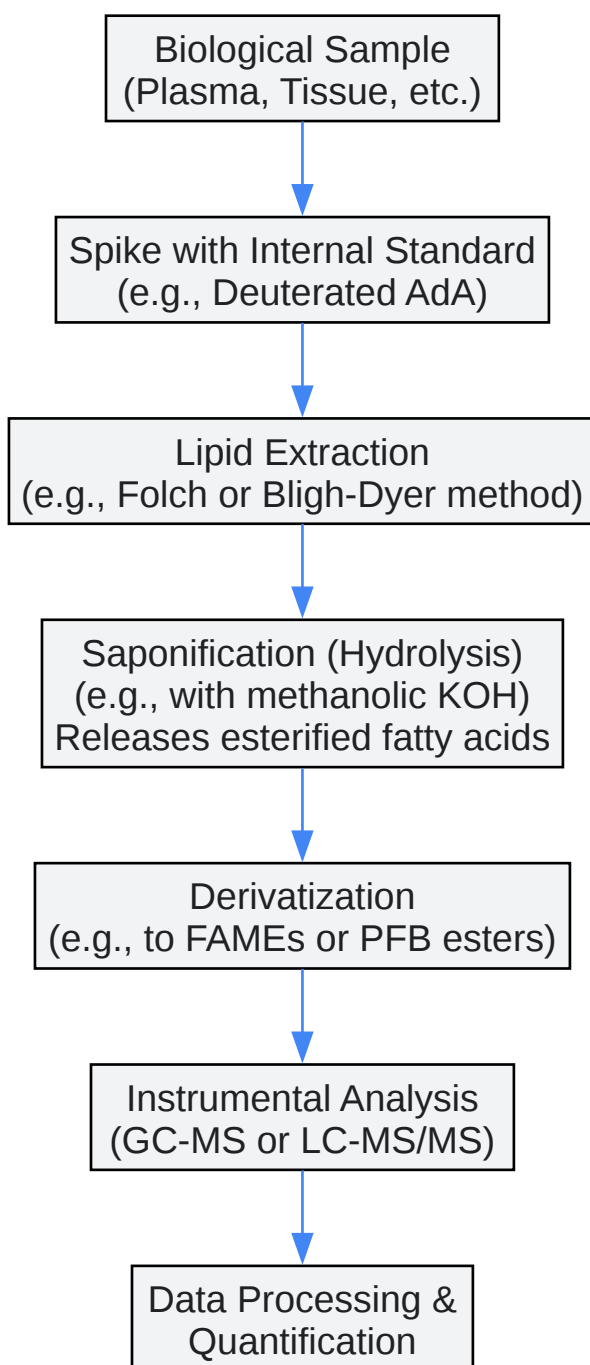 Biological Sample
(Plasma, Tissue, etc.)
Spike with Internal Standard
(e.g., Deuterated AdA)
Lipid Extraction
(e.g., Folch or Bligh-Dyer method)
Saponification (Hydrolysis)
(e.g., with methanolic KOH)
Releases esterified fatty acids
Derivatization
(e.g., to FAMEs or PFB esters)
Instrumental Analysis
(GC-MS or LC-MS/MS)
Data Processing &
Quantification